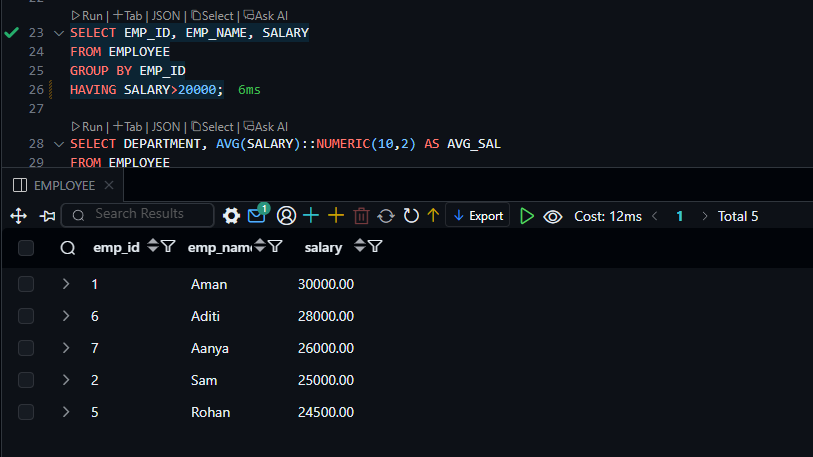 22
Run | +Tab | JSON | Select | Ask AI
23 SELECT EMP_ID, EMP_NAME, SALARY
24 FROM EMPLOYEE
25 GROUP BY EMP_ID
26 HAVING SALARY>20000; 6ms
27
Run | +Tab | JSON | Select | Ask AI
28 SELECT DEPARTMENT, AVG(SALARY)::NUMERIC(10,2) AS AVG_SAL
29 FROM EMPLOYEE
EMPLOYEE
Search Results 1 Export Cost: 12ms < 1 > Total 5
emp_id emp_nam salary
1 Aman 30000.00
6 Aditi 28000.00
7 Aanya 26000.00
2 Sam 25000.00
5 Rohan 24500.00